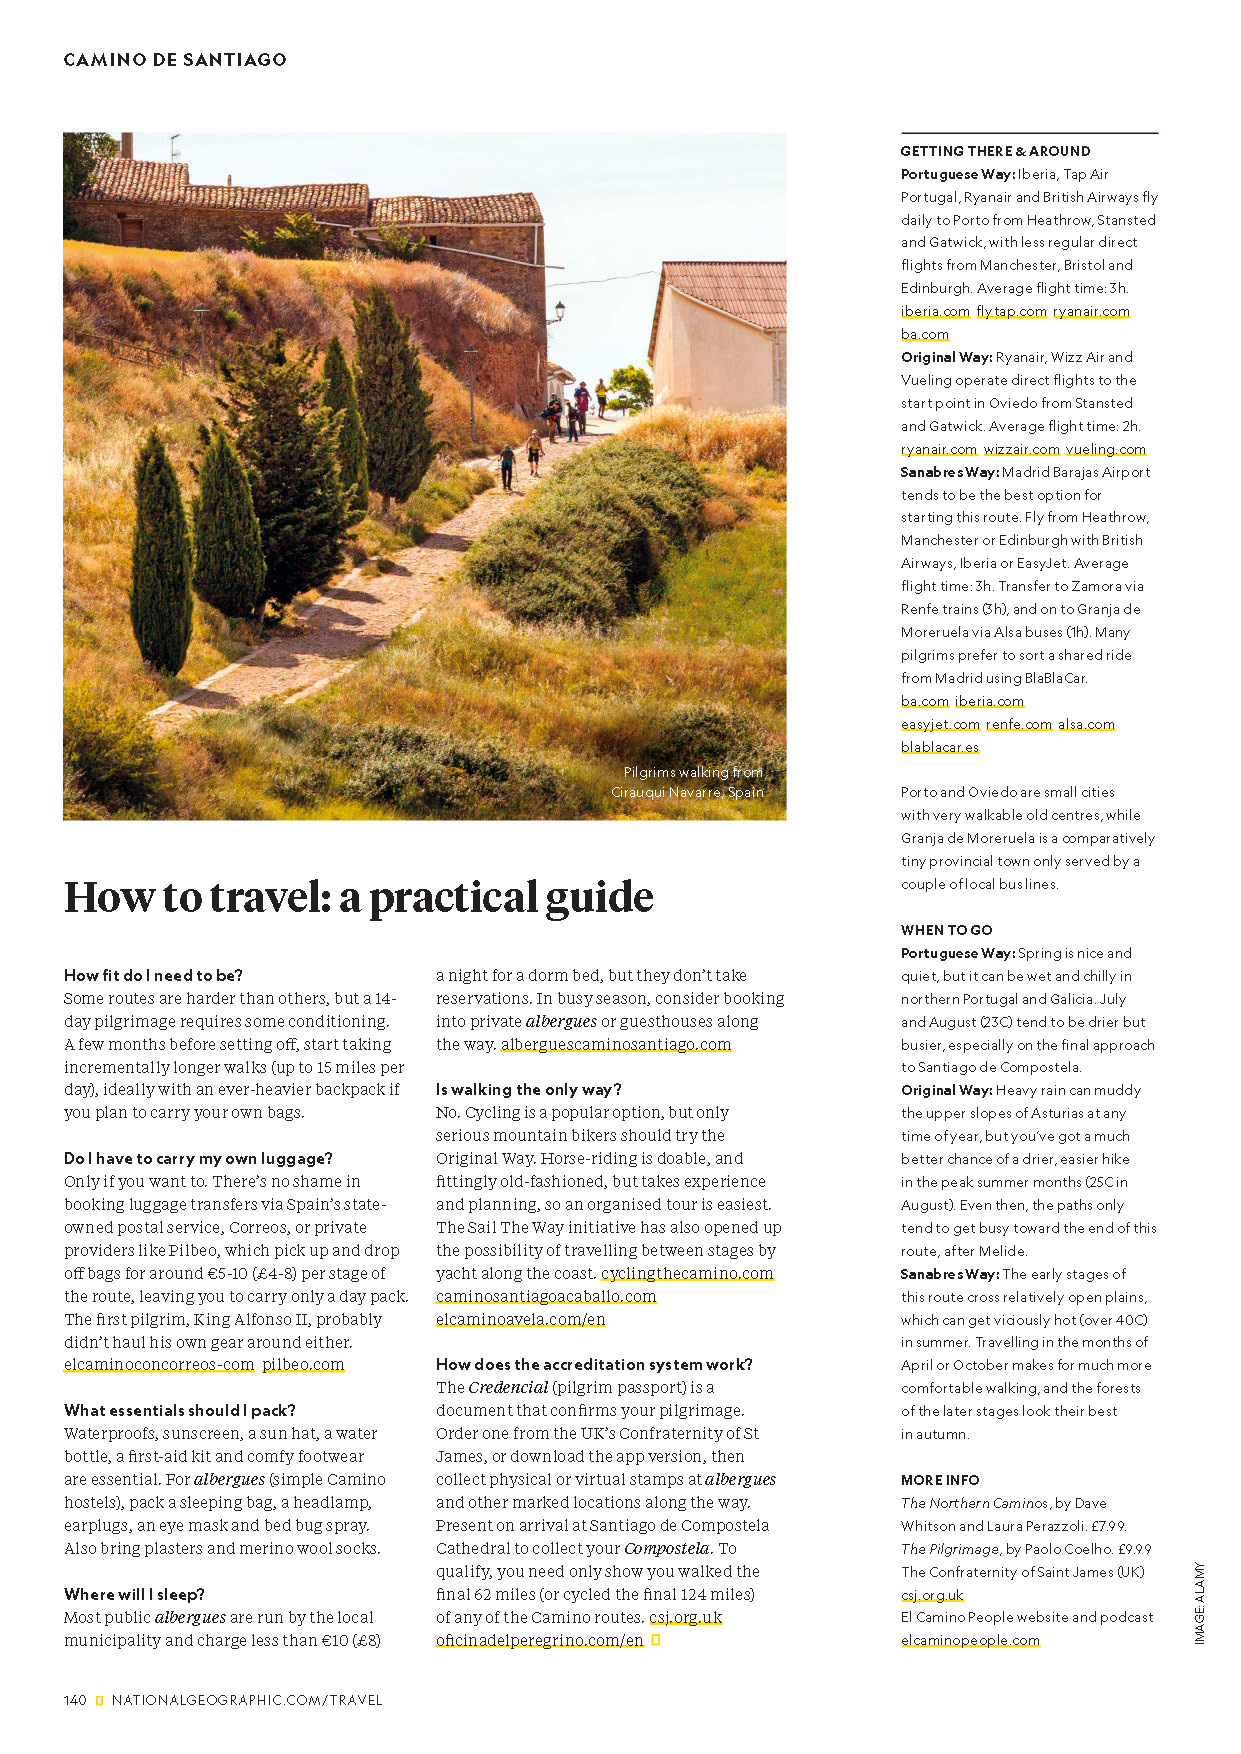 CAMINO DE SANTIAGO
Pilgrims walking from
Cirauqui Navarre, Spain
How to travel: a practical guide
How fit do I need to be?
Some routes are harder than others, but a 14-
day pilgrimage requires some conditioning.
A few months before setting off, start taking
incrementally longer walks (up to 15 miles per
day), ideally with an ever-heavier backpack if
you plan to carry your own bags.
Do I have to carry my own luggage?
Only if you want to. There's no shame in
booking luggage transfers via Spain's state-
owned postal service, Correos, or private
providers like Pilbeo, which pick up and drop
off bags for around €5-10 (£4-8) per stage of
the route, leaving you to carry only a day pack.
The first pilgrim, King Alfonso II, probably
didn't haul his own gear around either.
elcaminoconcorreos-com pilbeo.com
What essentials should I pack?
Waterproofs, sunscreen, a sun hat, a water
bottle, a first-aid kit and comfy footwear
are essential. For albergues (simple Camino
hostels), pack a sleeping bag, a headlamp,
earplugs, an eye mask and bed bug spray.
Also bring plasters and merino wool socks.
Where will I sleep?
Most public albergues are run by the local
municipality and charge less than €10 (£8)
a night for a dorm bed, but they don't take
reservations. In busy season, consider booking
into private albergues or guesthouses along
the way. alberguescaminosantiago.com
Is walking the only way?
No. Cycling is a popular option, but only
serious mountain bikers should try the
Original Way. Horse-riding is doable, and
fittingly old-fashioned, but takes experience
and planning, so an organised tour is easiest.
The Sail The Way initiative has also opened up
the possibility of travelling between stages by
yacht along the coast. cyclingthecamino.com
caminosantiagoacaballo.com
elcaminoavela.com/en
How does the accreditation system work?
The Credencial (pilgrim passport) is a
document that confirms your pilgrimage.
Order one from the UK's Confraternity of St
James, or download the app version, then
collect physical or virtual stamps at albergues
and other marked locations along the way.
Present on arrival at Santiago de Compostela
Cathedral to collect your Compostela. To
qualify, you need only show you walked the
final 62 miles (or cycled the final 124 miles)
of any of the Camino routes. csj.org.uk
oficinadelperegrino.com/en
GETTING THERE & AROUND
Portuguese Way: Iberia, Tap Air
Portugal, Ryanair and British Airways fly
daily to Porto from Heathrow, Stansted
and Gatwick, with less regular direct
flights from Manchester, Bristol and
Edinburgh. Average flight time: 3h.
iberia.com flytap.com ryanair.com
ba.com
Original Way: Ryanair, Wizz Air and
Vueling operate direct flights to the
start point in Oviedo from Stansted
and Gatwick. Average flight time: 2h.
ryanair.com wizzair.com vueling.com
Sanabres Way: Madrid Barajas Airport
tends to be the best option for
starting this route. Fly from Heathrow,
Manchester or Edinburgh with British
Airways, Iberia or EasyJet. Average
flight time: 3h. Transfer to Zamora via
Renfe trains (3h), and on to Granja de
Moreruela via Alsa buses (1h). Many
pilgrims prefer to sort a shared ride
from Madrid using BlaBlaCar.
ba.com iberia.com
easyjet.com renfe.com alsa.com
blablacar.es
Porto and Oviedo are small cities
with very walkable old centres, while
Granja de Moreruela is a comparatively
tiny provincial town only served by a
couple of local bus lines.
WHEN TO GO
Portuguese Way: Spring is nice and
quiet, but it can be wet and chilly in
northern Portugal and Galicia. July
and August (23C) tend to be drier but
busier, especially on the final approach
to Santiago de Compostela.
Original Way: Heavy rain can muddy
the upper slopes of Asturias at any
time of year, but you've got a much
better chance of a drier, easier hike
in the peak summer months (25C in
August). Even then, the paths only
tend to get busy toward the end of this
route, after Melide.
Sanabres Way: The early stages of
this route cross relatively open plains,
which can get viciously hot (over 40C)
in summer. Travelling in the months of
April or October makes for much more
comfortable walking, and the forests
of the later stages look their best
in autumn.
MORE INFO
The Northern Caminos, by Dave
Whitson and Laura Perazzoli. £7.99.
The Pilgrimage, by Paolo Coelho. £9.99
The Confraternity of Saint James (UK)
csj.org.uk
El Camino People website and podcast
elcaminopeople.com
IMAGE: ALAMY
140 NATIONALGEOGRAPHIC.COM/TRAVEL